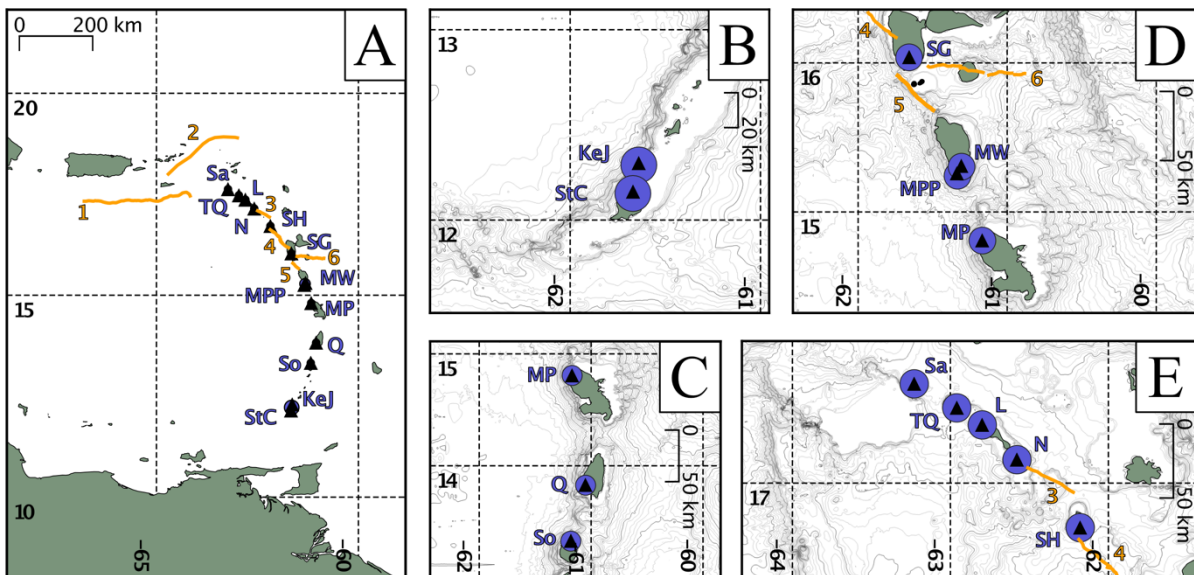 0 200 km
A
20
2
Sa
L
1
TQ
3
N
SH
4
SG
6
5
MW
MPP
15
MP
Q
So
KeJ
StC
10
-65
-60
B
13
0
20 km
KeJ
StC
12
-62
-61
D
4
SG
16
6
5
0
50 km
MW
MPP
15
MP
-62
-61
-60
C
15
MP
0
50 km
14
Q
So
-62
-61
-60
E
Sa
TQ
L
N
0
50 km
17
3
SH
4
-64
-63
-62